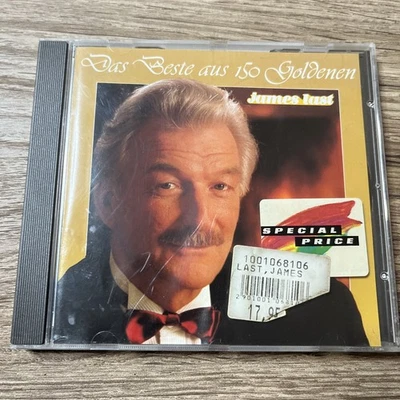 Das Beste aus 150 Goldenen
James Last
SPECIAL
PRICE
1001068106
LAST,JAMES
17,95